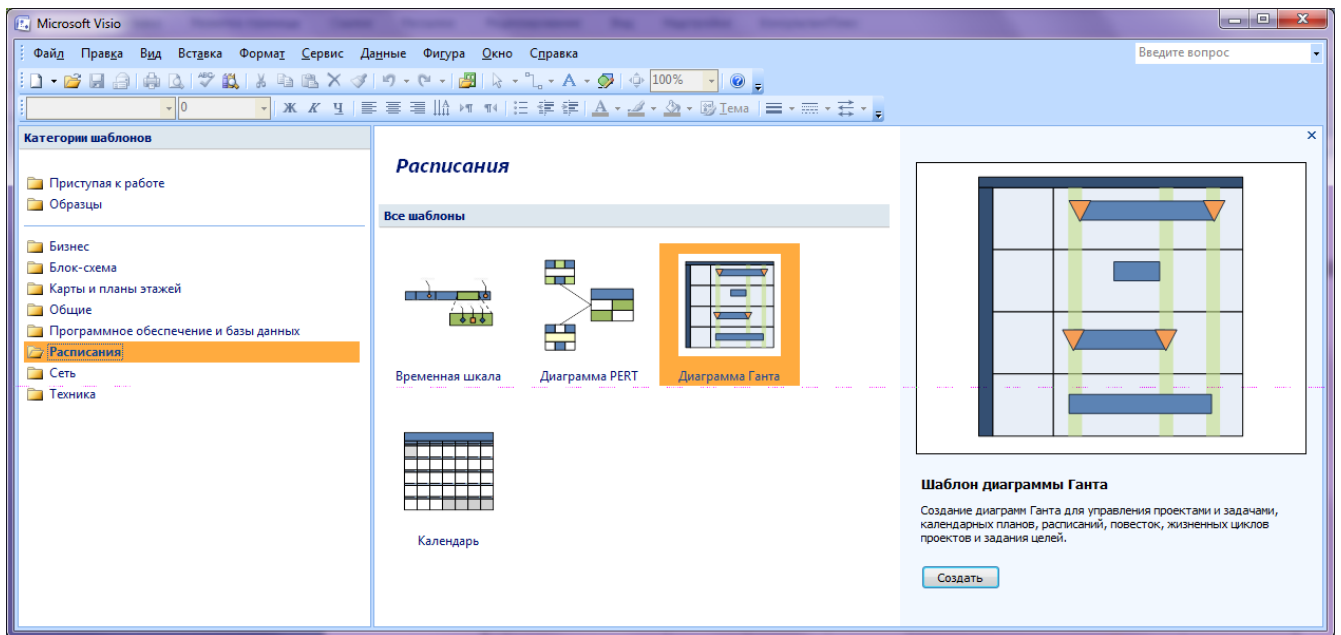 Microsoft Visio
Файл Правка Вид Вставка Формат Сервис Данные Фигура Окно Справка
Введите вопрос
100%
0 Ж К Ч Тема
Категории шаблонов
Приступая к работе
Образцы
Бизнес
Блок-схема
Карты и планы этажей
Общие
Программное обеспечение и базы данных
Расписания
Сеть
Техника
Расписания
Все шаблоны
Временная шкала Диаграмма PERT Диаграмма Ганта
Календарь
Шаблон диаграммы Ганта
Создание диаграмм Ганта для управления проектами и задачами,
календарных планов, расписаний, повесток, жизненных циклов
проектов и задания целей.
Создать